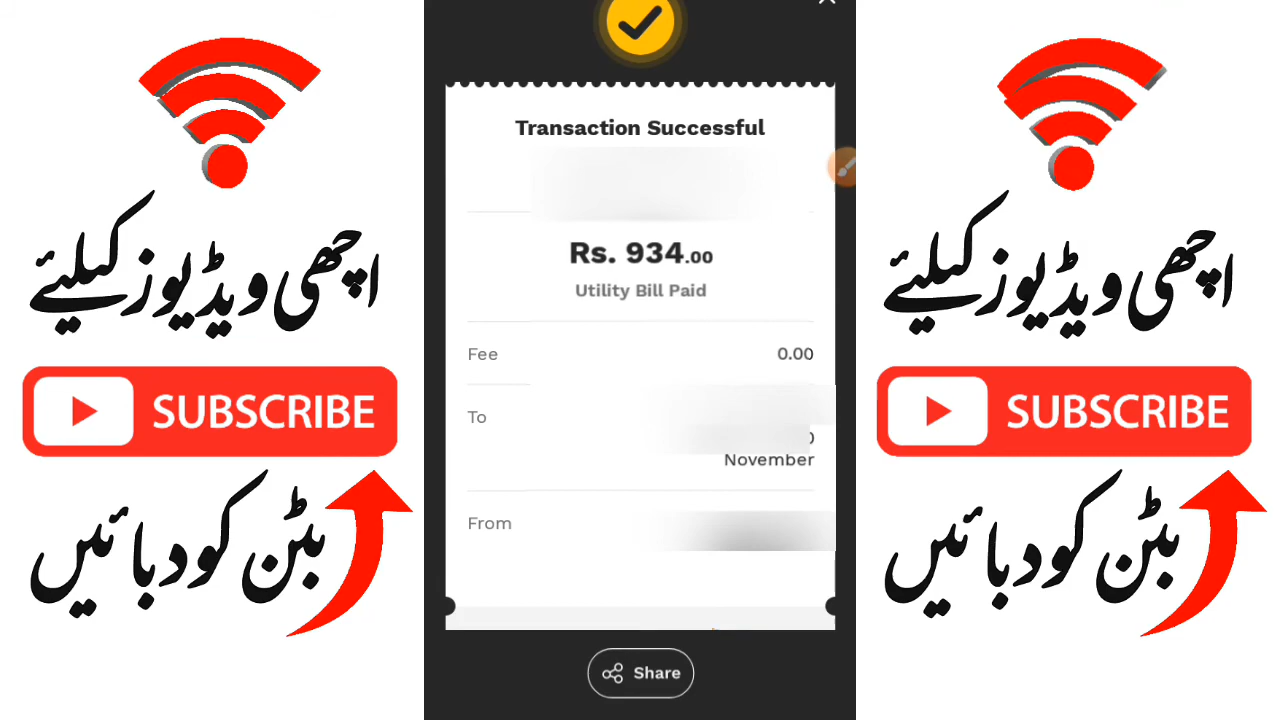 اچھی ویڈیوز کیلئے
SUBSCRIBE
بٹن کو دبائیں
Transaction Successful
Rs. 934.00
Utility Bill Paid
Fee 0.00
To
November
From
Share
اچھی ویڈیوز کیلئے
SUBSCRIBE
بٹن کو دبائیں